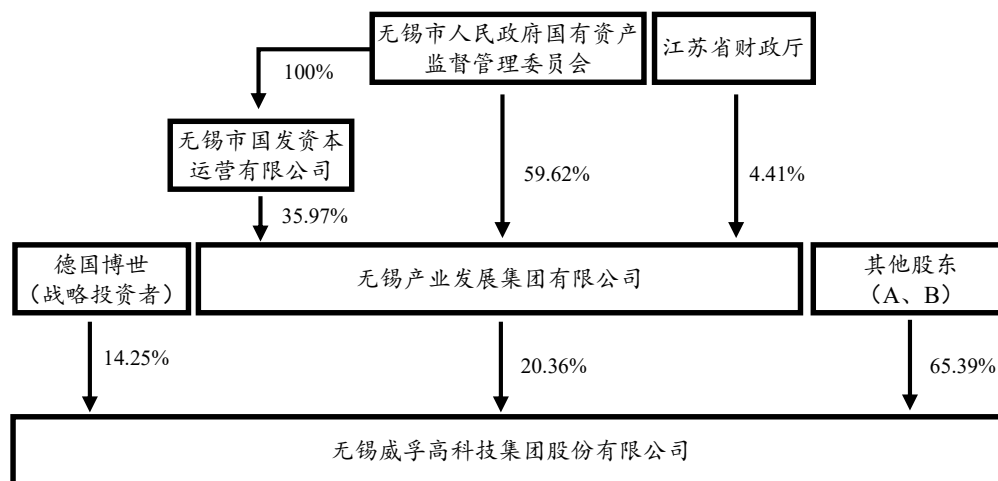 无锡市人民政府国有资产
监督管理委员会
江苏省财政厅
100%
无锡市国发资本
运营有限公司
59.62%
4.41%
35.97%
德国博世
（战略投资者）
无锡产业发展集团有限公司
其他股东
（A、B）
14.25%
20.36%
65.39%
无锡威孚高科技集团股份有限公司